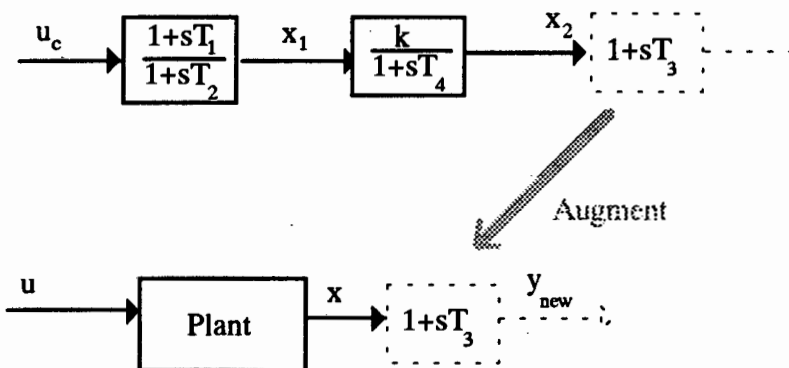 u_c
1+sT_1
1+sT_2
x_1
k
1+sT_4
x_2
1+sT_3
Augment
u
Plant
x
1+sT_3
y_new